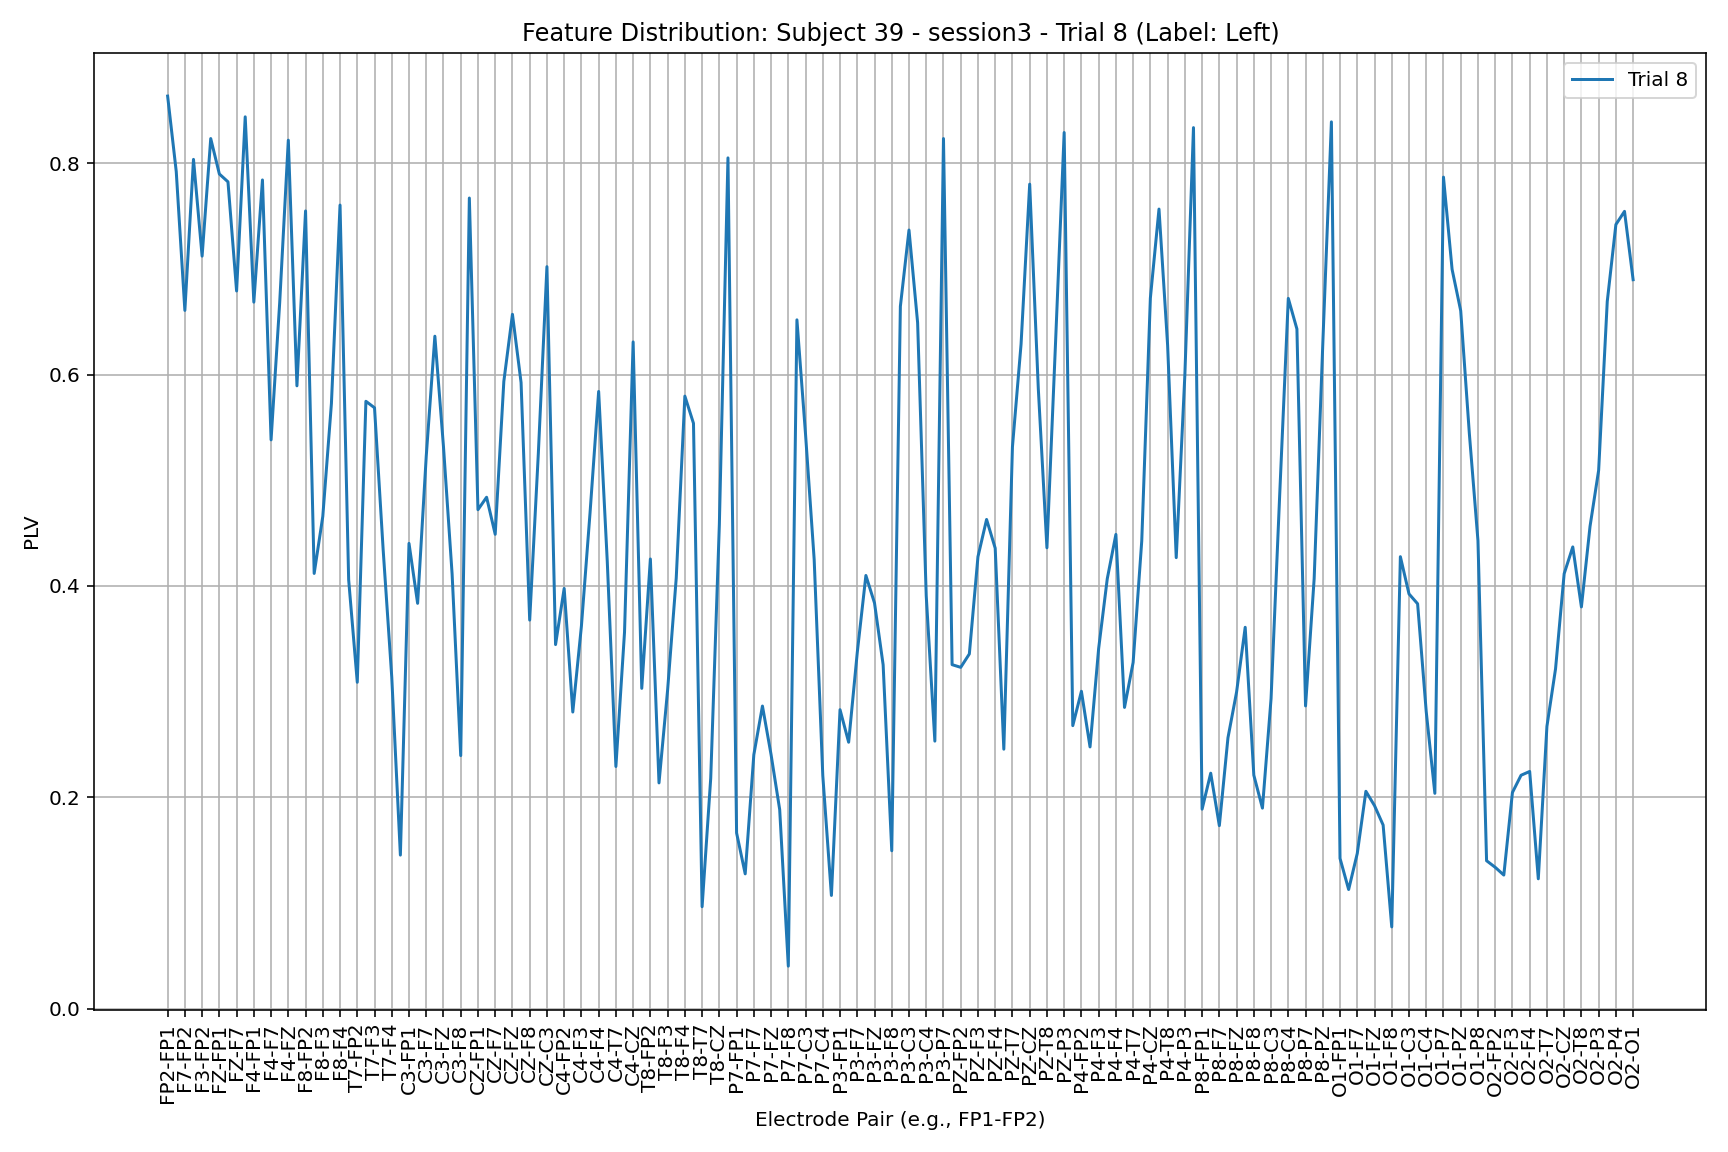 Feature Distribution: Subject 39 - session3 - Trial 8 (Label: Left)
Trial 8
PLV
0.8
0.6
0.4
0.2
0.0
FP2-FP1
F7-FP2
F3-FP2
FZ-FP1
FZ-F7
F4-FP1
F4-F7
F4-FZ
F8-FP2
F8-F3
F8-F4
T7-FP2
T7-F3
T7-F4
C3-FP1
C3-F7
C3-FZ
C3-F8
CZ-FP1
CZ-F7
CZ-FZ
CZ-F8
CZ-C3
C4-FP2
C4-F3
C4-F4
C4-T7
C4-CZ
T8-FP2
T8-F3
T8-F4
T8-T7
T8-CZ
P7-FP1
P7-F7
P7-FZ
P7-F8
P7-C3
P7-C4
P3-FP1
P3-F7
P3-FZ
P3-F8
P3-C3
P3-C4
P3-P7
PZ-FP2
PZ-F3
PZ-F4
PZ-T7
PZ-CZ
PZ-T8
PZ-P3
P4-FP2
P4-F3
P4-F4
P4-T7
P4-CZ
P4-T8
P4-P3
P8-FP1
P8-F7
P8-FZ
P8-F8
P8-C3
P8-C4
P8-P7
P8-PZ
O1-FP1
O1-F7
O1-FZ
O1-F8
O1-C3
O1-C4
O1-P7
O1-PZ
O1-P8
O2-FP2
O2-F3
O2-F4
O2-T7
O2-CZ
O2-T8
O2-P3
O2-P4
O2-O1
Electrode Pair (e.g., FP1-FP2)